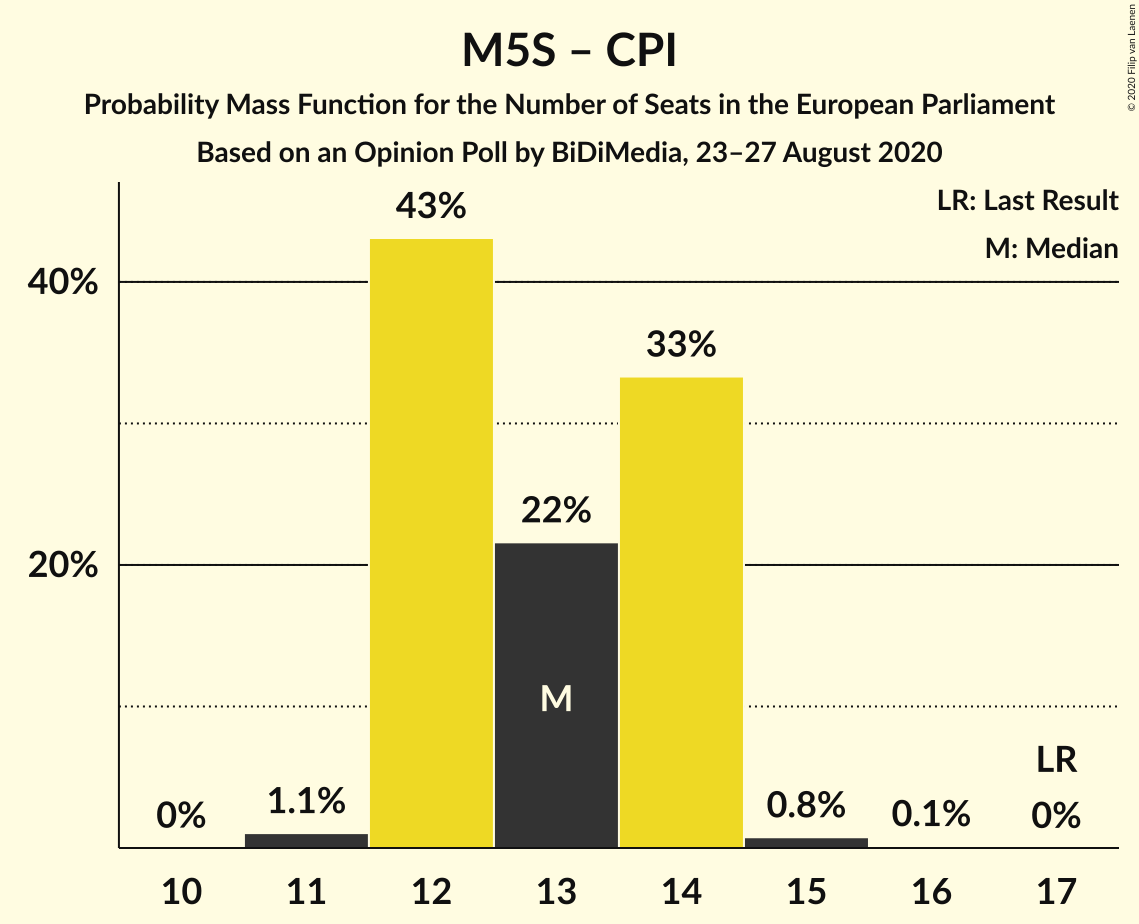 M5S – CPI
Probability Mass Function for the Number of Seats in the European Parliament
Based on an Opinion Poll by BiDiMedia, 23–27 August 2020
© 2020 Filip van Laenen
LR: Last Result
M: Median
43%
40%
33%
22%
20%
M
LR
0%
1.1%
0.8%
0.1%
0%
10 11 12 13 14 15 16 17